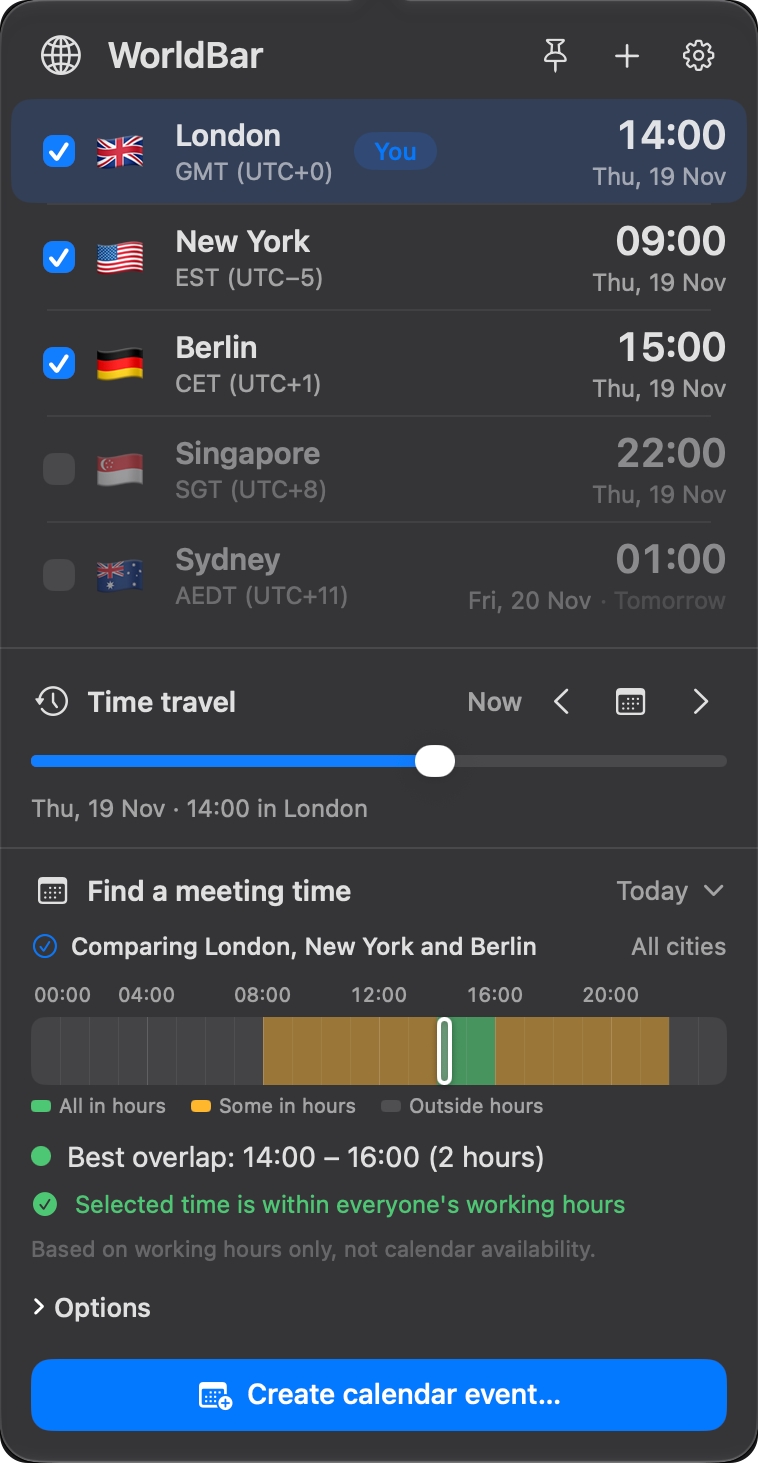 WorldBar
London
You
14:00
GMT (UTC+0)
Thu, 19 Nov
New York
09:00
EST (UTC−5)
Thu, 19 Nov
Berlin
15:00
CET (UTC+1)
Thu, 19 Nov
Singapore
22:00
SGT (UTC+8)
Thu, 19 Nov
Sydney
01:00
AEDT (UTC+11)
Fri, 20 Nov · Tomorrow
Time travel
Now
Thu, 19 Nov · 14:00 in London
Find a meeting time
Today
Comparing London, New York and Berlin
All cities
00:00 04:00 08:00 12:00 16:00 20:00
All in hours Some in hours Outside hours
Best overlap: 14:00 – 16:00 (2 hours)
Selected time is within everyone's working hours
Based on working hours only, not calendar availability.
Options
Create calendar event...